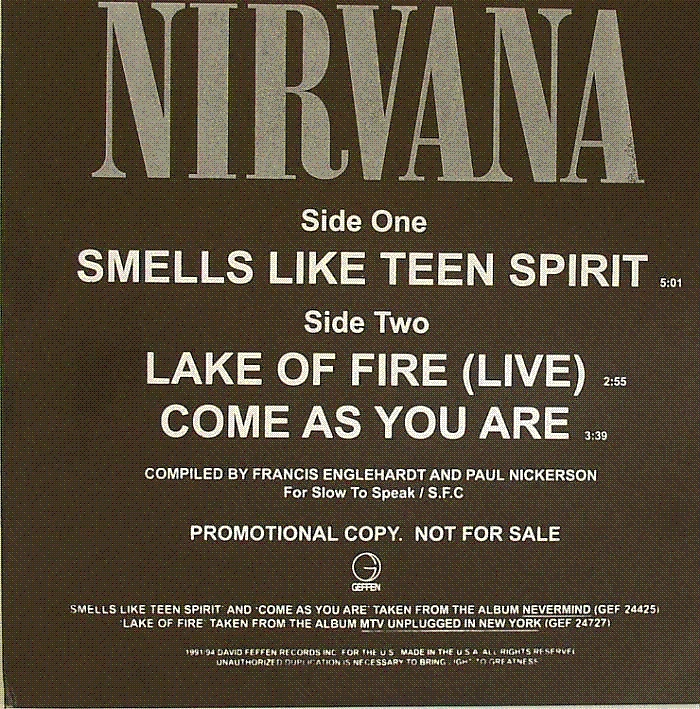 NIRVANA
Side One
SMELLS LIKE TEEN SPIRIT 5:01
Side Two
LAKE OF FIRE (LIVE) 2:55
COME AS YOU ARE 3:39
COMPILED BY FRANCIS ENGLEHARDT AND PAUL NICKERSON
For Slow To Speak / S.F.C
PROMOTIONAL COPY. NOT FOR SALE
GEFFEN
SMELLS LIKE TEEN SPIRIT' AND 'COME AS YOU ARE' TAKEN FROM THE ALBUM NEVERMIND (GEF 24425)
'LAKE OF FIRE' TAKEN FROM THE ALBUM MTV UNPLUGGED IN NEW YORK (GEF 24727)
1991/94 DAVID FEFFEN RECORDS INC. FOR THE U.S. MADE IN THE U.S.A. ALL RIGHTS RESERVED
UNAUTHORIZED DUPLICATION IS NECESSARY TO BRING LIGHT TO GREATNESS